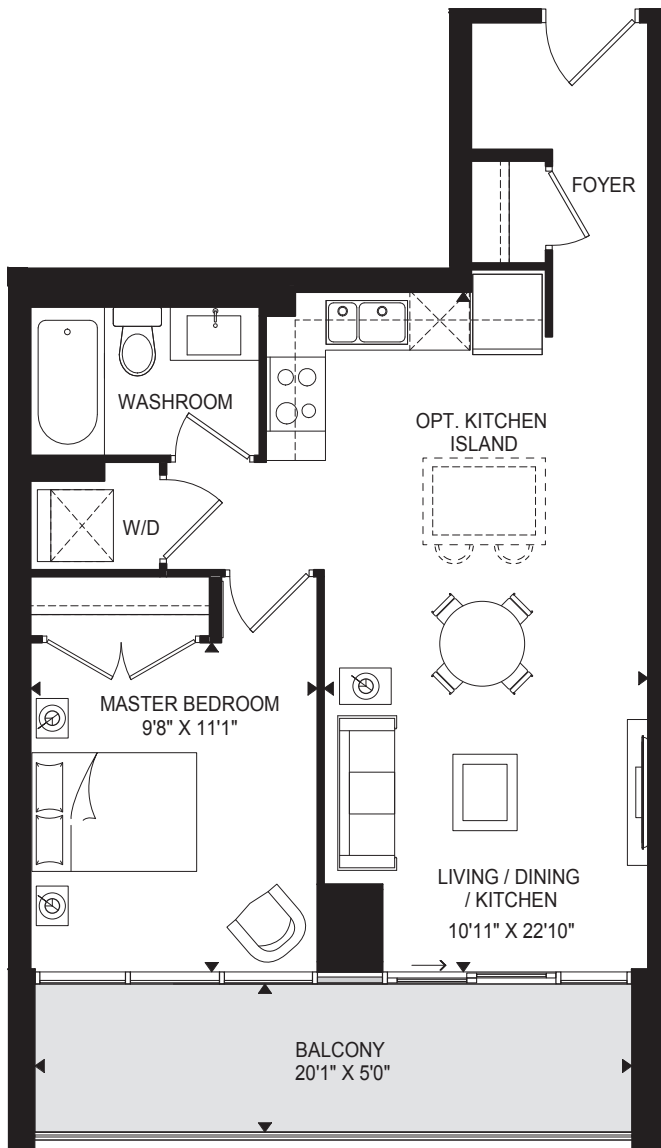 FOYER
WASHROOM
OPT. KITCHEN
ISLAND
W/D
MASTER BEDROOM
9'8" X 11'1"
LIVING / DINING
/ KITCHEN
10'11" X 22'10"
BALCONY
20'1" X 5'0"